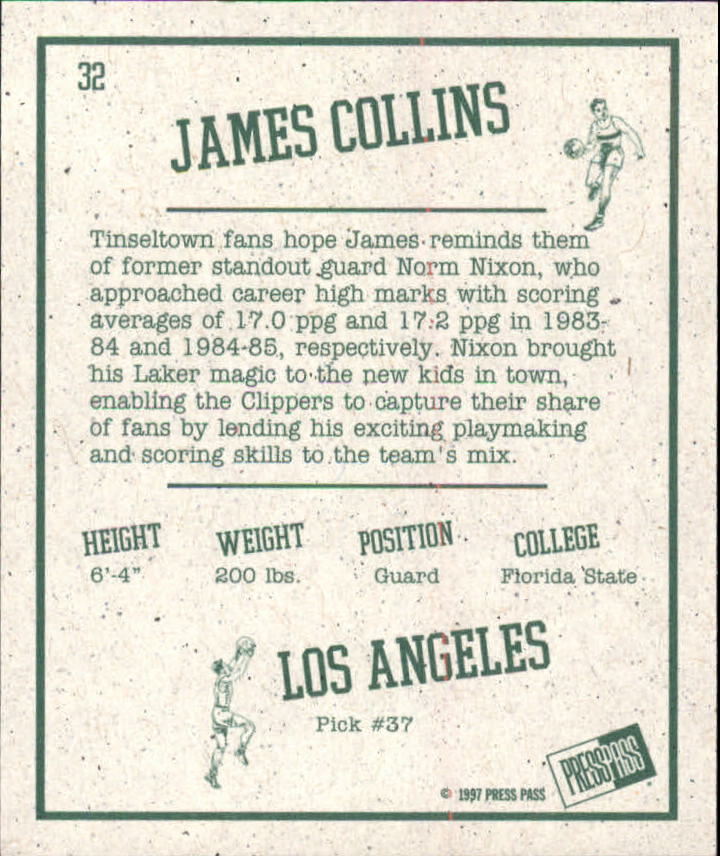 32
JAMES COLLINS
Tinseltown fans hope James reminds them
of former standout guard Norm Nixon, who
approached career high marks with scoring
averages of 17.0 ppg and 17.2 ppg in 1983-
84 and 1984-85, respectively. Nixon brought
his Laker magic to the new kids in town,
enabling the Clippers to capture their share
of fans by lending his exciting playmaking
and scoring skills to the team's mix.
HEIGHT WEIGHT POSITION COLLEGE
6'-4" 200 lbs. Guard Florida State
LOS ANGELES
Pick #37
PRESS PASS
© 1997 PRESS PASS